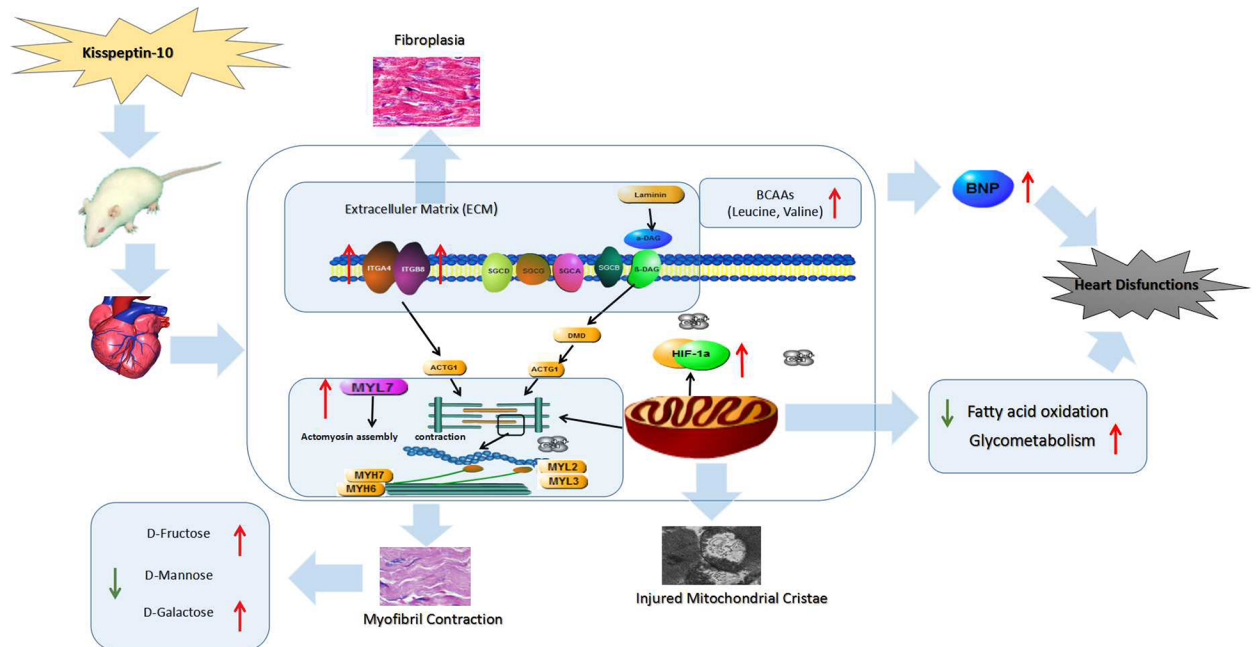 Kisspeptin-10
Fibroplasia
Extracelluler Matrix (ECM)
Laminin
a-DAG
ITGA4
ITGB8
SGCD
SGCG
SGCA
SGCB
ß-DAG
BCAAs
(Leucine, Valine)
BNP
Heart Disfunctions
DMD
ACTG1
ACTG1
HIF-1a
MYL7
Actomyosin assembly
contraction
MYH7
MYH6
MYL2
MYL3
Fatty acid oxidation
Glycometabolism
D-Fructose
D-Mannose
D-Galactose
Myofibril Contraction
Injured Mitochondrial Cristae